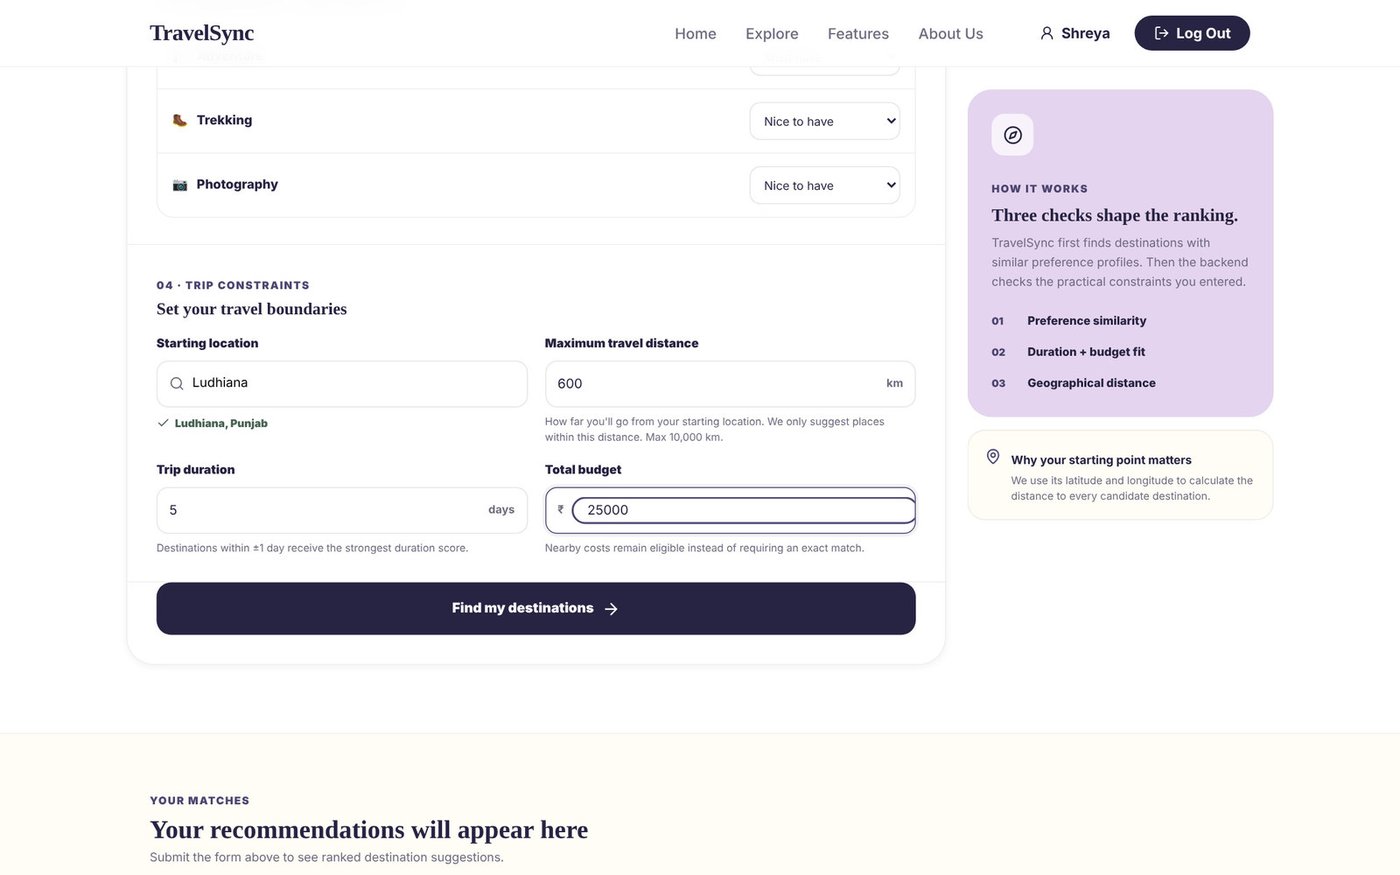 TravelSync
Home
Explore
Features
About Us
Shreya
Log Out
Trekking
Nice to have
Photography
Nice to have
04 · TRIP CONSTRAINTS
Set your travel boundaries
Starting location
Ludhiana
Ludhiana, Punjab
Maximum travel distance
600 km
How far you'll go from your starting location. We only suggest places
within this distance. Max 10,000 km.
Trip duration
5 days
Destinations within ±1 day receive the strongest duration score.
Total budget
₹ 25000
Nearby costs remain eligible instead of requiring an exact match.
Find my destinations
HOW IT WORKS
Three checks shape the ranking.
TravelSync first finds destinations with
similar preference profiles. Then the backend
checks the practical constraints you entered.
01 Preference similarity
02 Duration + budget fit
03 Geographical distance
Why your starting point matters
We use its latitude and longitude to calculate the
distance to every candidate destination.
YOUR MATCHES
Your recommendations will appear here
Submit the form above to see ranked destination suggestions.